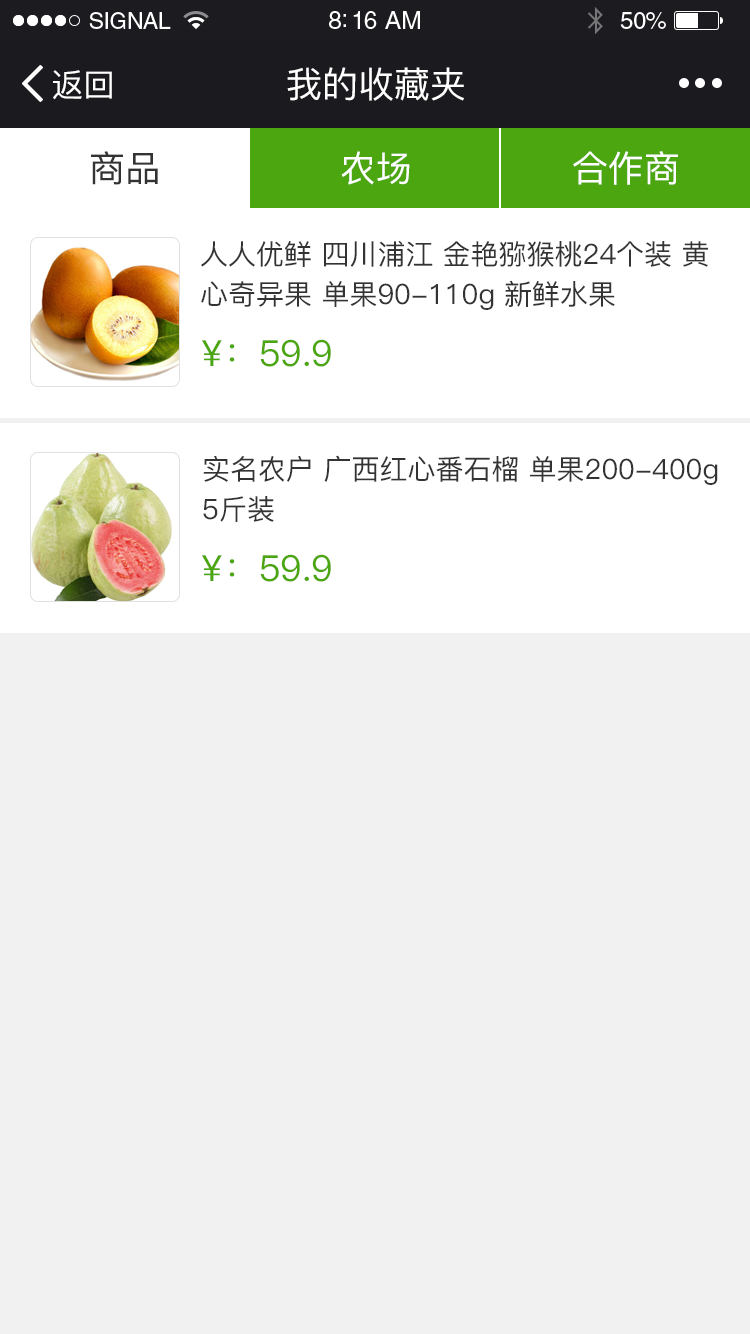 SIGNAL 8:16 AM 50%
返回 我的收藏夹
商品 农场 合作商
人人优鲜 四川浦江 金艳猕猴桃24个装 黄
心奇异果 单果90-110g 新鲜水果
¥：59.9
实名农户 广西红心番石榴 单果200-400g
5斤装
¥：59.9